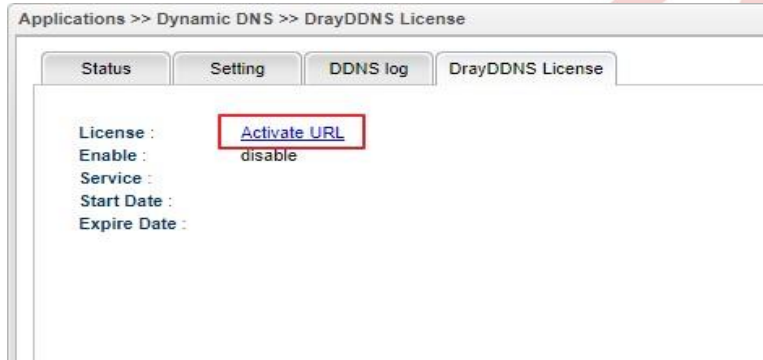 Applications >> Dynamic DNS >> DrayDDNS License
Status Setting DDNS log DrayDDNS License
License : Activate URL
Enable : disable
Service :
Start Date :
Expire Date :